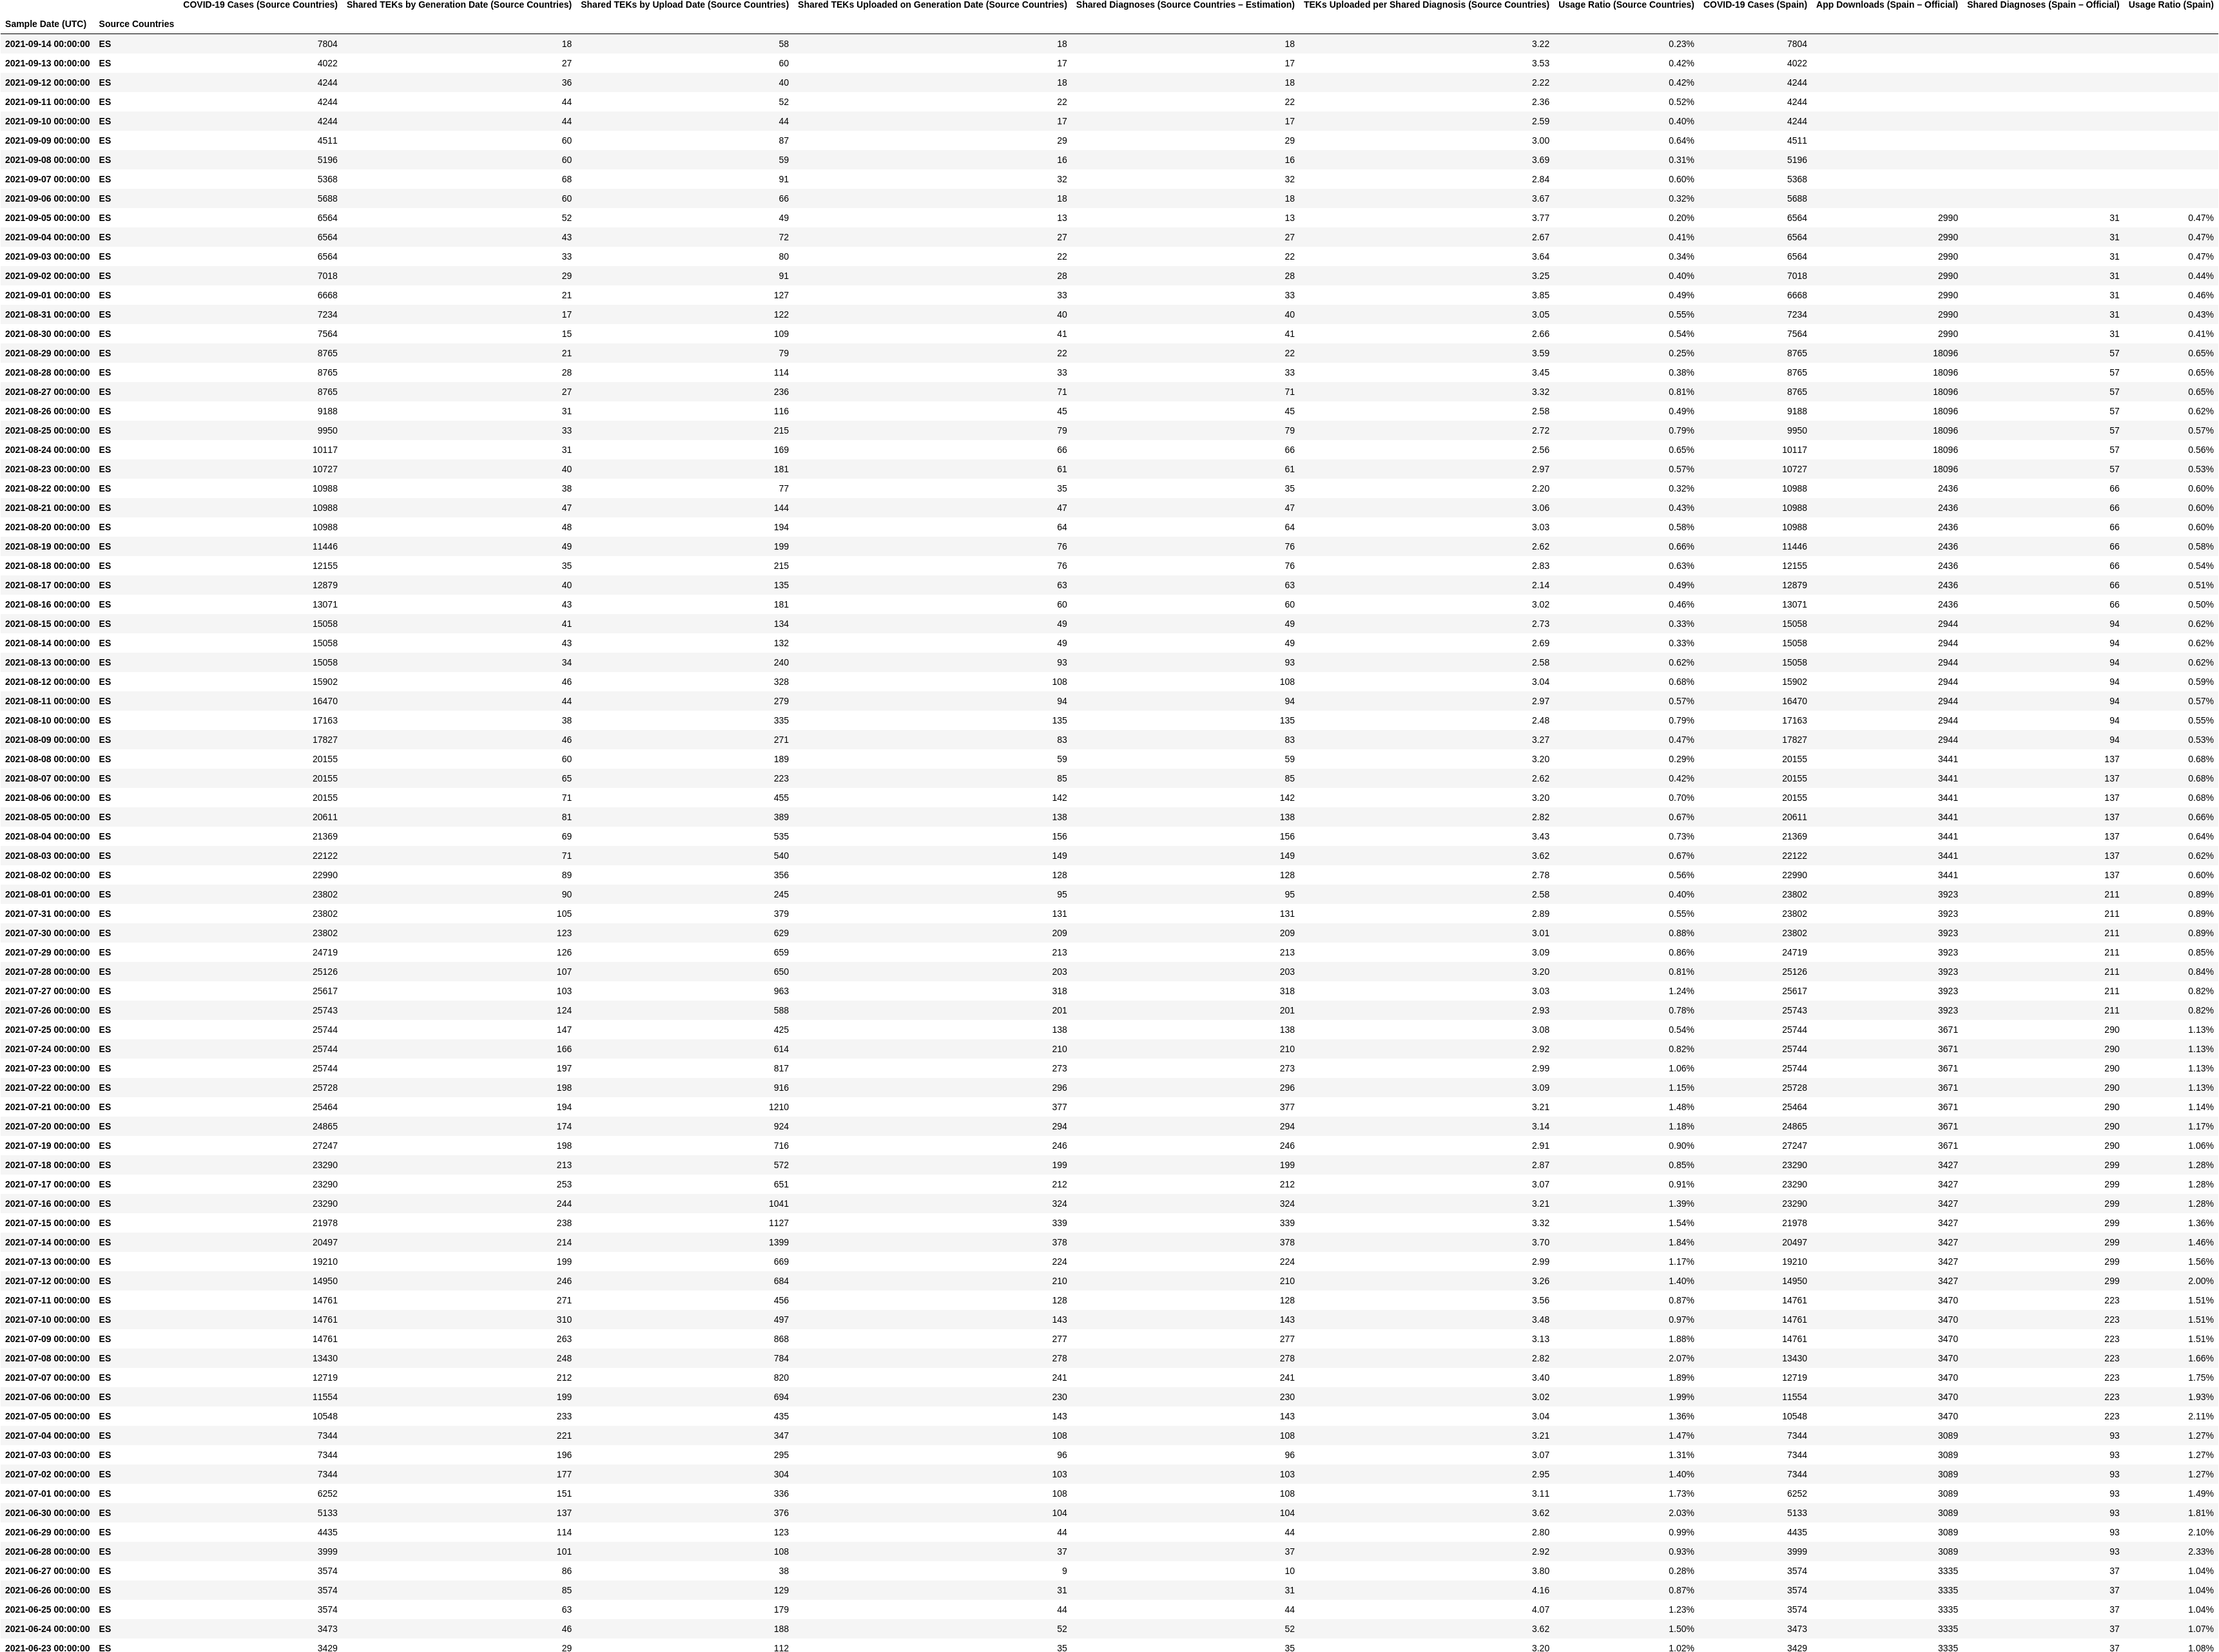 COVID-19 Cases (Source Countries) Shared TEKs by Generation Date (Source Countries) Shared TEKs by Upload Date (Source Countries) Shared TEKs Uploaded on Generation Date (Source Countries) Shared Diagnoses (Source Countries – Estimation) TEKs Uploaded per Shared Diagnosis (Source Countries) Usage Ratio (Source Countries) COVID-19 Cases (Spain) App Downloads (Spain – Official) Shared Diagnoses (Spain – Official) Usage Ratio (Spain)
Sample Date (UTC) Source Countries
2021-09-14 00:00:00 ES 7804 18 58 18 18 3.22 0.23% 7804
2021-09-13 00:00:00 ES 4022 27 60 17 17 3.53 0.42% 4022
2021-09-12 00:00:00 ES 4244 36 40 18 18 2.22 0.42% 4244
2021-09-11 00:00:00 ES 4244 44 52 22 22 2.36 0.52% 4244
2021-09-10 00:00:00 ES 4244 44 44 17 17 2.59 0.40% 4244
2021-09-09 00:00:00 ES 4511 60 87 29 29 3.00 0.64% 4511
2021-09-08 00:00:00 ES 5196 60 59 16 16 3.69 0.31% 5196
2021-09-07 00:00:00 ES 5368 68 91 32 32 2.84 0.60% 5368
2021-09-06 00:00:00 ES 5688 60 66 18 18 3.67 0.32% 5688
2021-09-05 00:00:00 ES 6564 52 49 13 13 3.77 0.20% 6564 2990 31 0.47%
2021-09-04 00:00:00 ES 6564 43 72 27 27 2.67 0.41% 6564 2990 31 0.47%
2021-09-03 00:00:00 ES 6564 33 80 22 22 3.64 0.34% 6564 2990 31 0.47%
2021-09-02 00:00:00 ES 7018 29 91 28 28 3.25 0.40% 7018 2990 31 0.44%
2021-09-01 00:00:00 ES 6668 21 127 33 33 3.85 0.49% 6668 2990 31 0.46%
2021-08-31 00:00:00 ES 7234 17 122 40 40 3.05 0.55% 7234 2990 31 0.43%
2021-08-30 00:00:00 ES 7564 15 109 41 41 2.66 0.54% 7564 2990 31 0.41%
2021-08-29 00:00:00 ES 8765 21 79 22 22 3.59 0.25% 8765 18096 57 0.65%
2021-08-28 00:00:00 ES 8765 28 114 33 33 3.45 0.38% 8765 18096 57 0.65%
2021-08-27 00:00:00 ES 8765 27 236 71 71 3.32 0.81% 8765 18096 57 0.65%
2021-08-26 00:00:00 ES 9188 31 116 45 45 2.58 0.49% 9188 18096 57 0.62%
2021-08-25 00:00:00 ES 9950 33 215 79 79 2.72 0.79% 9950 18096 57 0.57%
2021-08-24 00:00:00 ES 10117 31 169 66 66 2.56 0.65% 10117 18096 57 0.56%
2021-08-23 00:00:00 ES 10727 40 181 61 61 2.97 0.57% 10727 18096 57 0.53%
2021-08-22 00:00:00 ES 10988 38 77 35 35 2.20 0.32% 10988 2436 66 0.60%
2021-08-21 00:00:00 ES 10988 47 144 47 47 3.06 0.43% 10988 2436 66 0.60%
2021-08-20 00:00:00 ES 10988 48 194 64 64 3.03 0.58% 10988 2436 66 0.60%
2021-08-19 00:00:00 ES 11446 49 199 76 76 2.62 0.66% 11446 2436 66 0.58%
2021-08-18 00:00:00 ES 12155 35 215 76 76 2.83 0.63% 12155 2436 66 0.54%
2021-08-17 00:00:00 ES 12879 40 135 63 63 2.14 0.49% 12879 2436 66 0.51%
2021-08-16 00:00:00 ES 13071 43 181 60 60 3.02 0.46% 13071 2436 66 0.50%
2021-08-15 00:00:00 ES 15058 41 134 49 49 2.73 0.33% 15058 2944 94 0.62%
2021-08-14 00:00:00 ES 15058 43 132 49 49 2.69 0.33% 15058 2944 94 0.62%
2021-08-13 00:00:00 ES 15058 34 240 93 93 2.58 0.62% 15058 2944 94 0.62%
2021-08-12 00:00:00 ES 15902 46 328 108 108 3.04 0.68% 15902 2944 94 0.59%
2021-08-11 00:00:00 ES 16470 44 279 94 94 2.97 0.57% 16470 2944 94 0.57%
2021-08-10 00:00:00 ES 17163 38 335 135 135 2.48 0.79% 17163 2944 94 0.55%
2021-08-09 00:00:00 ES 17827 46 271 83 83 3.27 0.47% 17827 2944 94 0.53%
2021-08-08 00:00:00 ES 20155 60 189 59 59 3.20 0.29% 20155 3441 137 0.68%
2021-08-07 00:00:00 ES 20155 65 223 85 85 2.62 0.42% 20155 3441 137 0.68%
2021-08-06 00:00:00 ES 20155 71 455 142 142 3.20 0.70% 20155 3441 137 0.68%
2021-08-05 00:00:00 ES 20611 81 389 138 138 2.82 0.67% 20611 3441 137 0.66%
2021-08-04 00:00:00 ES 21369 69 535 156 156 3.43 0.73% 21369 3441 137 0.64%
2021-08-03 00:00:00 ES 22122 71 540 149 149 3.62 0.67% 22122 3441 137 0.62%
2021-08-02 00:00:00 ES 22990 89 356 128 128 2.78 0.56% 22990 3441 137 0.60%
2021-08-01 00:00:00 ES 23802 90 245 95 95 2.58 0.40% 23802 3923 211 0.89%
2021-07-31 00:00:00 ES 23802 105 379 131 131 2.89 0.55% 23802 3923 211 0.89%
2021-07-30 00:00:00 ES 23802 123 629 209 209 3.01 0.88% 23802 3923 211 0.89%
2021-07-29 00:00:00 ES 24719 126 659 213 213 3.09 0.86% 24719 3923 211 0.85%
2021-07-28 00:00:00 ES 25126 107 650 203 203 3.20 0.81% 25126 3923 211 0.84%
2021-07-27 00:00:00 ES 25617 103 963 318 318 3.03 1.24% 25617 3923 211 0.82%
2021-07-26 00:00:00 ES 25743 124 588 201 201 2.93 0.78% 25743 3923 211 0.82%
2021-07-25 00:00:00 ES 25744 147 425 138 138 3.08 0.54% 25744 3671 290 1.13%
2021-07-24 00:00:00 ES 25744 166 614 210 210 2.92 0.82% 25744 3671 290 1.13%
2021-07-23 00:00:00 ES 25744 197 817 273 273 2.99 1.06% 25744 3671 290 1.13%
2021-07-22 00:00:00 ES 25728 198 916 296 296 3.09 1.15% 25728 3671 290 1.13%
2021-07-21 00:00:00 ES 25464 194 1210 377 377 3.21 1.48% 25464 3671 290 1.14%
2021-07-20 00:00:00 ES 24865 174 924 294 294 3.14 1.18% 24865 3671 290 1.17%
2021-07-19 00:00:00 ES 27247 198 716 246 246 2.91 0.90% 27247 3671 290 1.06%
2021-07-18 00:00:00 ES 23290 213 572 199 199 2.87 0.85% 23290 3427 299 1.28%
2021-07-17 00:00:00 ES 23290 253 651 212 212 3.07 0.91% 23290 3427 299 1.28%
2021-07-16 00:00:00 ES 23290 244 1041 324 324 3.21 1.39% 23290 3427 299 1.28%
2021-07-15 00:00:00 ES 21978 238 1127 339 339 3.32 1.54% 21978 3427 299 1.36%
2021-07-14 00:00:00 ES 20497 214 1399 378 378 3.70 1.84% 20497 3427 299 1.46%
2021-07-13 00:00:00 ES 19210 199 669 224 224 2.99 1.17% 19210 3427 299 1.56%
2021-07-12 00:00:00 ES 14950 246 684 210 210 3.26 1.40% 14950 3427 299 2.00%
2021-07-11 00:00:00 ES 14761 271 456 128 128 3.56 0.87% 14761 3470 223 1.51%
2021-07-10 00:00:00 ES 14761 310 497 143 143 3.48 0.97% 14761 3470 223 1.51%
2021-07-09 00:00:00 ES 14761 263 868 277 277 3.13 1.88% 14761 3470 223 1.51%
2021-07-08 00:00:00 ES 13430 248 784 278 278 2.82 2.07% 13430 3470 223 1.66%
2021-07-07 00:00:00 ES 12719 212 820 241 241 3.40 1.89% 12719 3470 223 1.75%
2021-07-06 00:00:00 ES 11554 199 694 230 230 3.02 1.99% 11554 3470 223 1.93%
2021-07-05 00:00:00 ES 10548 233 435 143 143 3.04 1.36% 10548 3470 223 2.11%
2021-07-04 00:00:00 ES 7344 221 347 108 108 3.21 1.47% 7344 3089 93 1.27%
2021-07-03 00:00:00 ES 7344 196 295 96 96 3.07 1.31% 7344 3089 93 1.27%
2021-07-02 00:00:00 ES 7344 177 304 103 103 2.95 1.40% 7344 3089 93 1.27%
2021-07-01 00:00:00 ES 6252 151 336 108 108 3.11 1.73% 6252 3089 93 1.49%
2021-06-30 00:00:00 ES 5133 137 376 104 104 3.62 2.03% 5133 3089 93 1.81%
2021-06-29 00:00:00 ES 4435 114 123 44 44 2.80 0.99% 4435 3089 93 2.10%
2021-06-28 00:00:00 ES 3999 101 108 37 37 2.92 0.93% 3999 3089 93 2.33%
2021-06-27 00:00:00 ES 3574 86 38 9 10 3.80 0.28% 3574 3335 37 1.04%
2021-06-26 00:00:00 ES 3574 85 129 31 31 4.16 0.87% 3574 3335 37 1.04%
2021-06-25 00:00:00 ES 3574 63 179 44 44 4.07 1.23% 3574 3335 37 1.04%
2021-06-24 00:00:00 ES 3473 46 188 52 52 3.62 1.50% 3473 3335 37 1.07%
2021-06-23 00:00:00 ES 3429 29 112 35 35 3.20 1.02% 3429 3335 37 1.08%